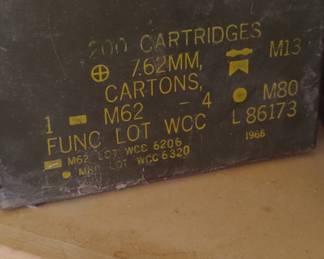 200 CARTRIDGES
7.62MM, M13
CARTONS,
1 M62 - 4 M80
FUNC LOT WCC L 86173
1966
M62 LOT WCC 6206
M80 LOT WCC 6320